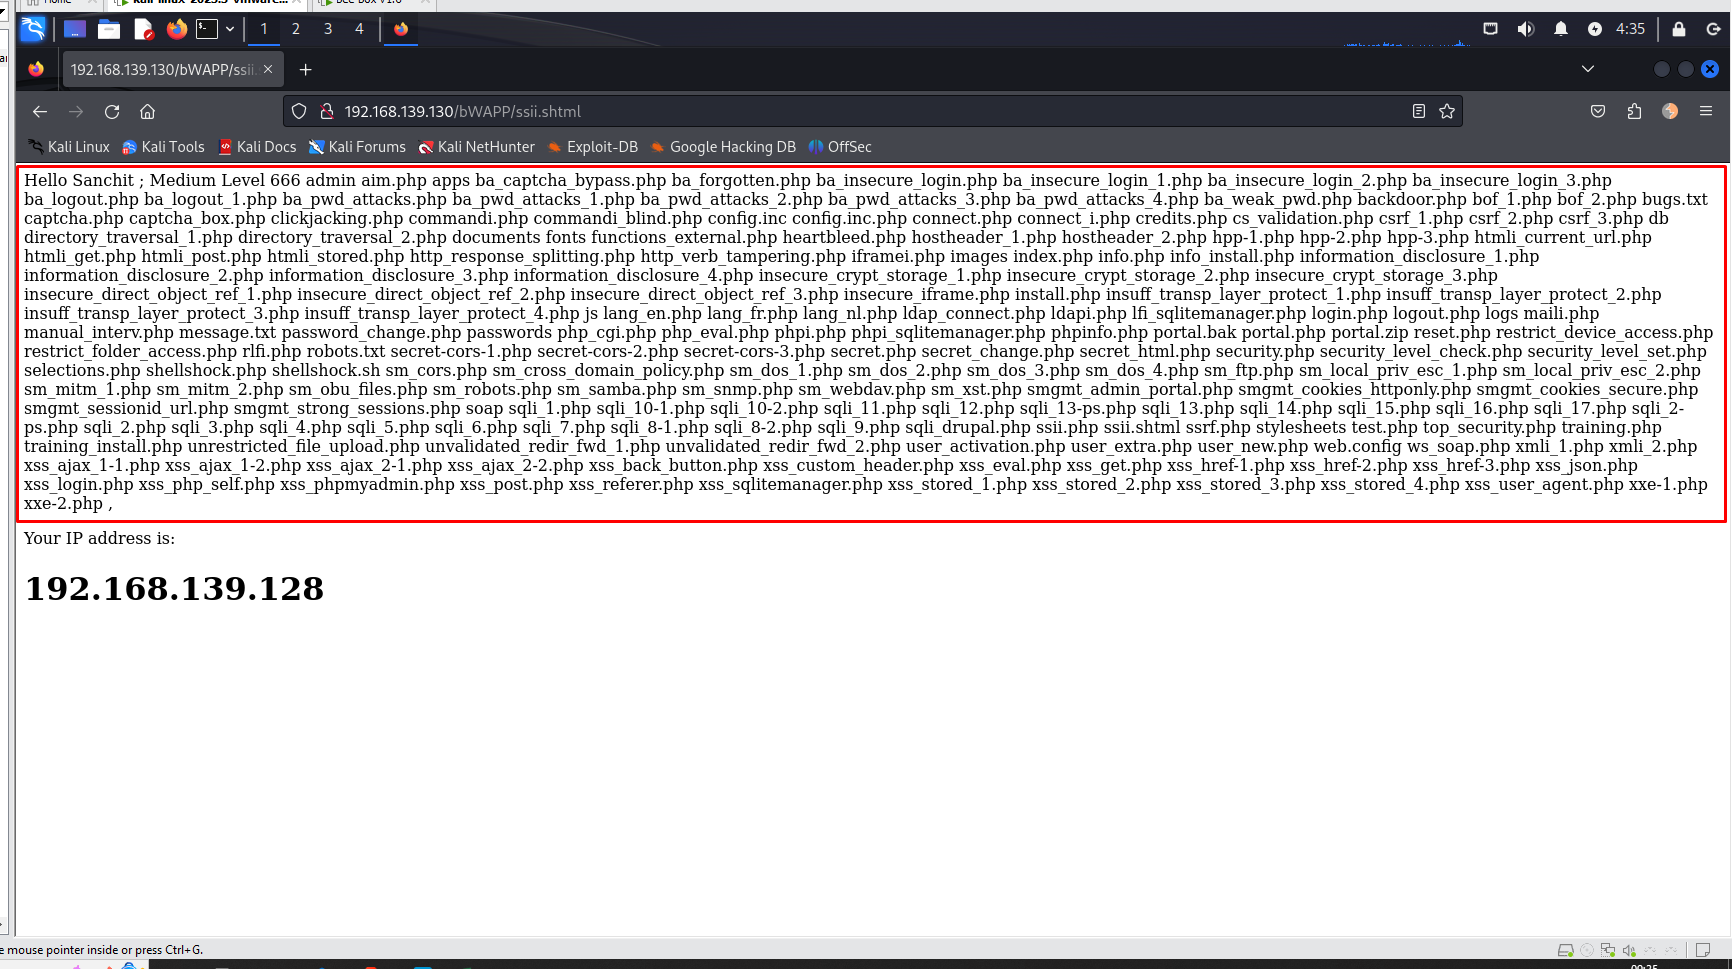 Home
kali-linux-2023.3-vmware...
bee-box v1.6
1 2 3 4
4:35
192.168.139.130/bWAPP/ssii.
192.168.139.130/bWAPP/ssii.shtml
Kali Linux Kali Tools Kali Docs Kali Forums Kali NetHunter Exploit-DB Google Hacking DB OffSec
Hello Sanchit ; Medium Level 666 admin aim.php apps ba_captcha_bypass.php ba_forgotten.php ba_insecure_login.php ba_insecure_login_1.php ba_insecure_login_2.php ba_insecure_login_3.php
ba_logout.php ba_logout_1.php ba_pwd_attacks.php ba_pwd_attacks_1.php ba_pwd_attacks_2.php ba_pwd_attacks_3.php ba_pwd_attacks_4.php ba_weak_pwd.php backdoor.php bof_1.php bof_2.php bugs.txt
captcha.php captcha_box.php clickjacking.php commandi.php commandi_blind.php config.inc config.inc.php connect.php connect_i.php credits.php cs_validation.php csrf_1.php csrf_2.php csrf_3.php db
directory_traversal_1.php directory_traversal_2.php documents fonts functions_external.php heartbleed.php hostheader_1.php hostheader_2.php hpp-1.php hpp-2.php hpp-3.php htmli_current_url.php
htmli_get.php htmli_post.php htmli_stored.php http_response_splitting.php http_verb_tampering.php iframei.php images index.php info.php info_install.php information_disclosure_1.php
information_disclosure_2.php information_disclosure_3.php information_disclosure_4.php insecure_crypt_storage_1.php insecure_crypt_storage_2.php insecure_crypt_storage_3.php
insecure_direct_object_ref_1.php insecure_direct_object_ref_2.php insecure_direct_object_ref_3.php insecure_iframe.php install.php insuff_transp_layer_protect_1.php insuff_transp_layer_protect_2.php
insuff_transp_layer_protect_3.php insuff_transp_layer_protect_4.php js lang_en.php lang_fr.php lang_nl.php ldap_connect.php ldapi.php lfi_sqlitemanager.php login.php logout.php logs maili.php
manual_interv.php message.txt password_change.php passwords php_cgi.php php_eval.php phpi.php phpi_sqlitemanager.php phpinfo.php portal.bak portal.php portal.zip reset.php restrict_device_access.php
restrict_folder_access.php rlfi.php robots.txt secret-cors-1.php secret-cors-2.php secret-cors-3.php secret.php secret_change.php secret_html.php security.php security_level_check.php security_level_set.php
selections.php shellshock.php shellshock.sh sm_cors.php sm_cross_domain_policy.php sm_dos_1.php sm_dos_2.php sm_dos_3.php sm_dos_4.php sm_ftp.php sm_local_priv_esc_1.php sm_local_priv_esc_2.php
sm_mitm_1.php sm_mitm_2.php sm_obu_files.php sm_robots.php sm_samba.php sm_snmp.php sm_webdav.php sm_xst.php smgmt_admin_portal.php smgmt_cookies_httponly.php smgmt_cookies_secure.php
smgmt_sessionid_url.php smgmt_strong_sessions.php soap sqli_1.php sqli_10-1.php sqli_10-2.php sqli_11.php sqli_12.php sqli_13-ps.php sqli_13.php sqli_14.php sqli_15.php sqli_16.php sqli_17.php sqli_2-
ps.php sqli_2.php sqli_3.php sqli_4.php sqli_5.php sqli_6.php sqli_7.php sqli_8-1.php sqli_8-2.php sqli_9.php sqli_drupal.php ssii.php ssii.shtml ssrf.php stylesheets test.php top_security.php training.php
training_install.php unrestricted_file_upload.php unvalidated_redir_fwd_1.php unvalidated_redir_fwd_2.php user_activation.php user_extra.php user_new.php web.config ws_soap.php xmli_1.php xmli_2.php
xss_ajax_1-1.php xss_ajax_1-2.php xss_ajax_2-1.php xss_ajax_2-2.php xss_back_button.php xss_custom_header.php xss_eval.php xss_get.php xss_href-1.php xss_href-2.php xss_href-3.php xss_json.php
xss_login.php xss_php_self.php xss_phpmyadmin.php xss_post.php xss_referer.php xss_sqlitemanager.php xss_stored_1.php xss_stored_2.php xss_stored_3.php xss_stored_4.php xss_user_agent.php xxe-1.php
xxe-2.php ,
Your IP address is:
192.168.139.128
e mouse pointer inside or press Ctrl+G.